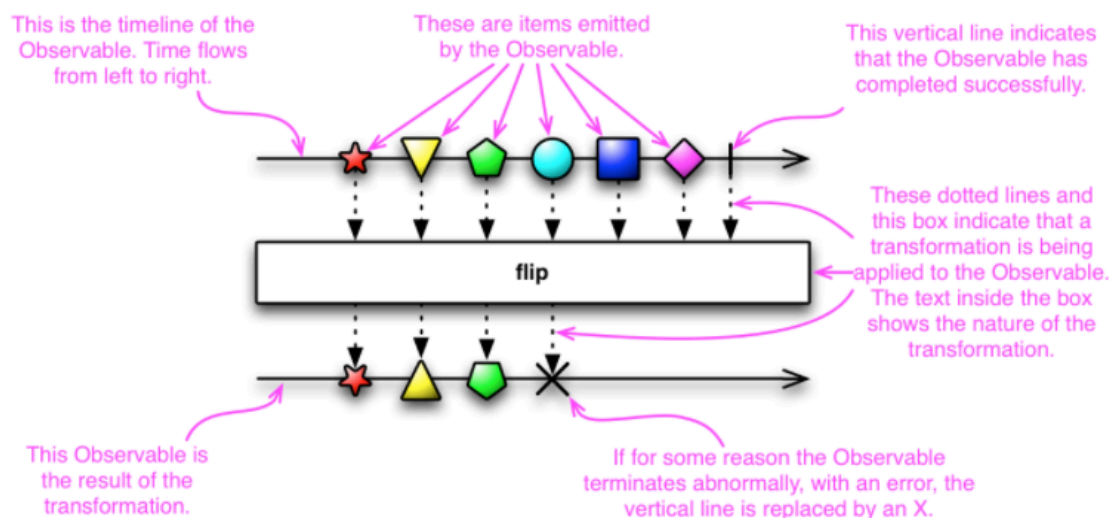 This is the timeline of the
Observable. Time flows
from left to right.
These are items emitted
by the Observable.
This vertical line indicates
that the Observable has
completed successfully.
These dotted lines and
this box indicate that a
transformation is being
applied to the Observable.
The text inside the box
shows the nature of the
transformation.
flip
This Observable is
the result of the
transformation.
If for some reason the Observable
terminates abnormally, with an error, the
vertical line is replaced by an X.